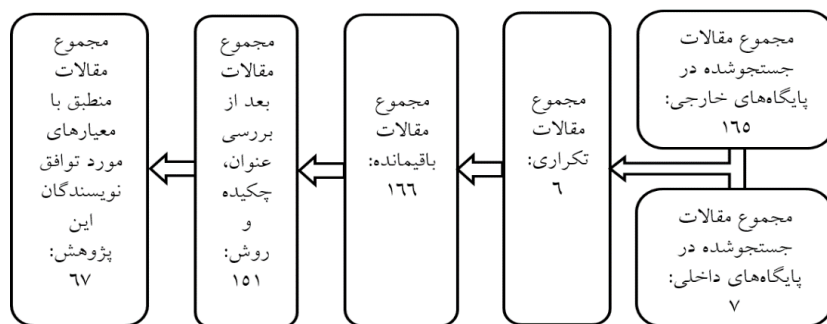 مجموع مقالات
جستجوشده در
پایگاه‌های خارجی:
۱۶۵
مجموع مقالات
جستجوشده در
پایگاه‌های داخلی:
۷
مجموع
مقالات
تکراری:
۶
مجموع
مقالات
باقیمانده:
۱۶۶
مجموع
مقالات
بعد از
بررسی
عنوان،
چکیده
و
روش:
۱۵۱
مجموع
مقالات
منطبق با
معیارهای
مورد توافق
نویسندگان
این
پژوهش:
۶۷